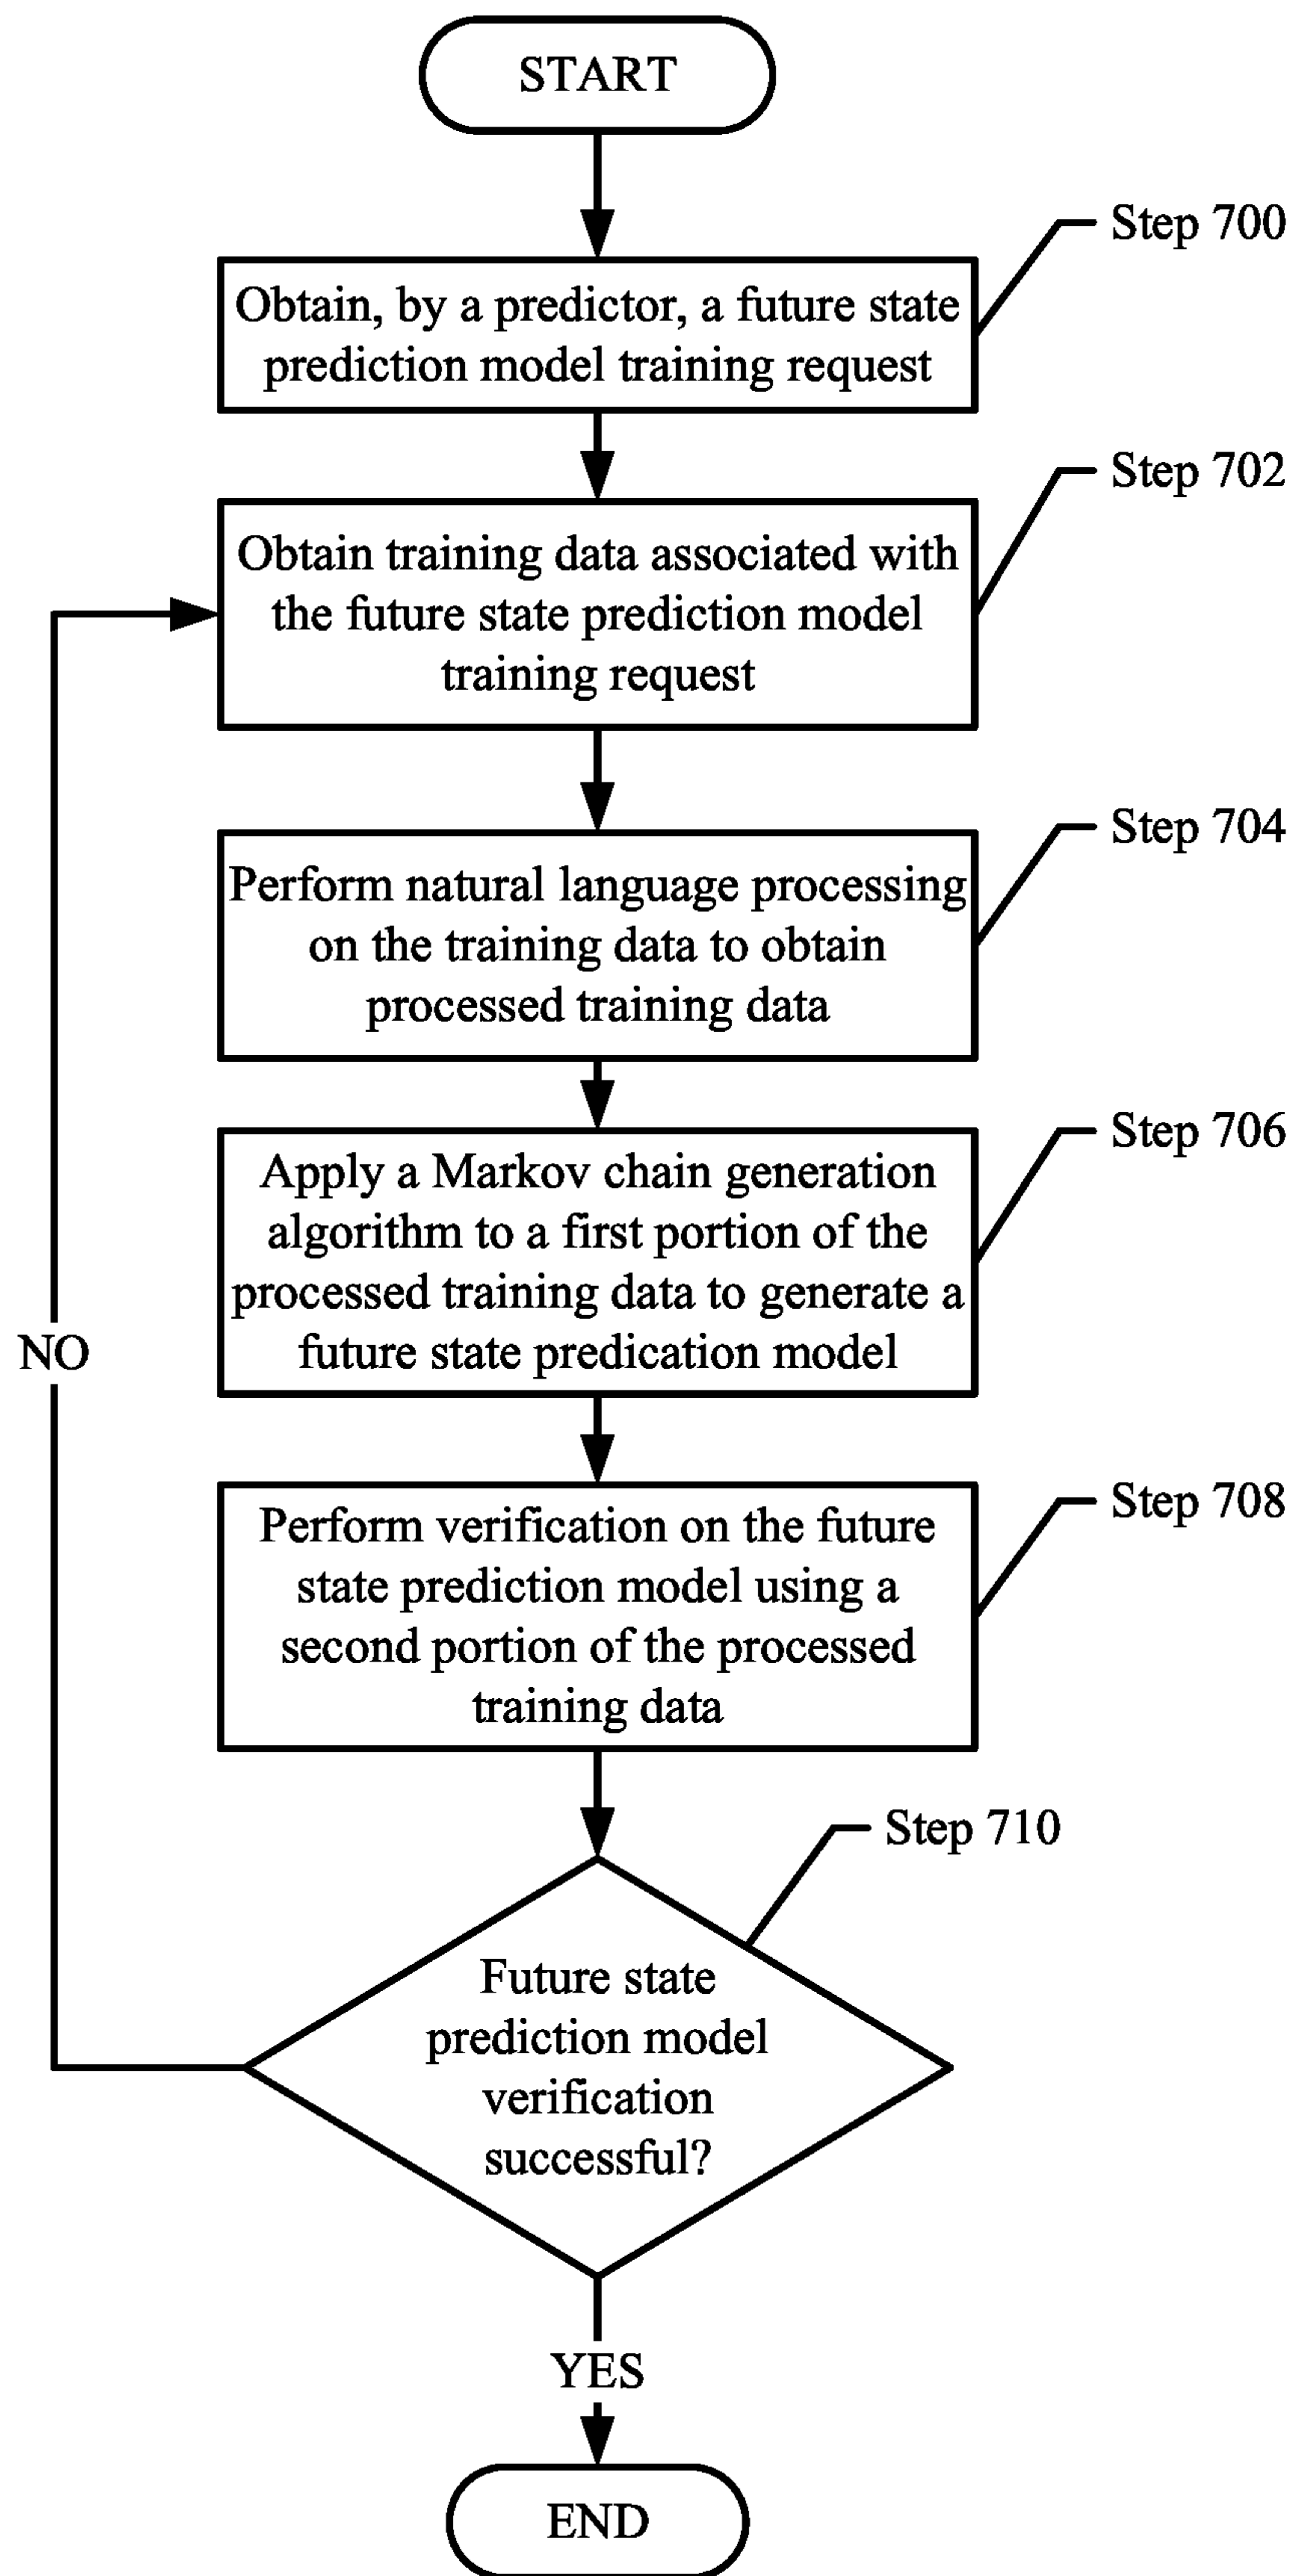 START
Step 700
Obtain, by a predictor, a future state
prediction model training request
Step 702
Obtain training data associated with
the future state prediction model
training request
Step 704
Perform natural language processing
on the training data to obtain
processed training data
Step 706
Apply a Markov chain generation
algorithm to a first portion of the
processed training data to generate a
future state predication model
NO
Step 708
Perform verification on the future
state prediction model using a
second portion of the processed
training data
Step 710
Future state
prediction model
verification
successful?
YES
END